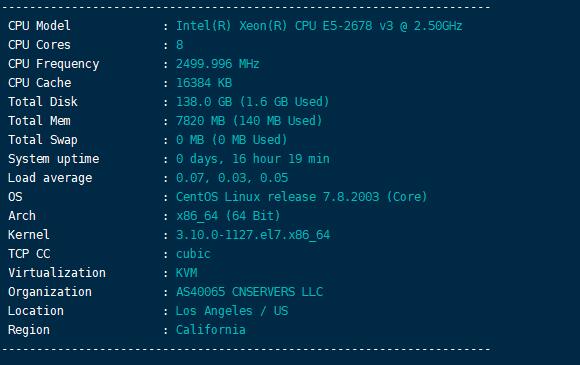 ----------------------------------------------------------------------
CPU Model : Intel(R) Xeon(R) CPU E5-2678 v3 @ 2.50GHz
CPU Cores : 8
CPU Frequency : 2499.996 MHz
CPU Cache : 16384 KB
Total Disk : 138.0 GB (1.6 GB Used)
Total Mem : 7820 MB (140 MB Used)
Total Swap : 0 MB (0 MB Used)
System uptime : 0 days, 16 hour 19 min
Load average : 0.07, 0.03, 0.05
OS : CentOS Linux release 7.8.2003 (Core)
Arch : x86_64 (64 Bit)
Kernel : 3.10.0-1127.el7.x86_64
TCP CC : cubic
Virtualization : KVM
Organization : AS40065 CNSERVERS LLC
Location : Los Angeles / US
Region : California
----------------------------------------------------------------------